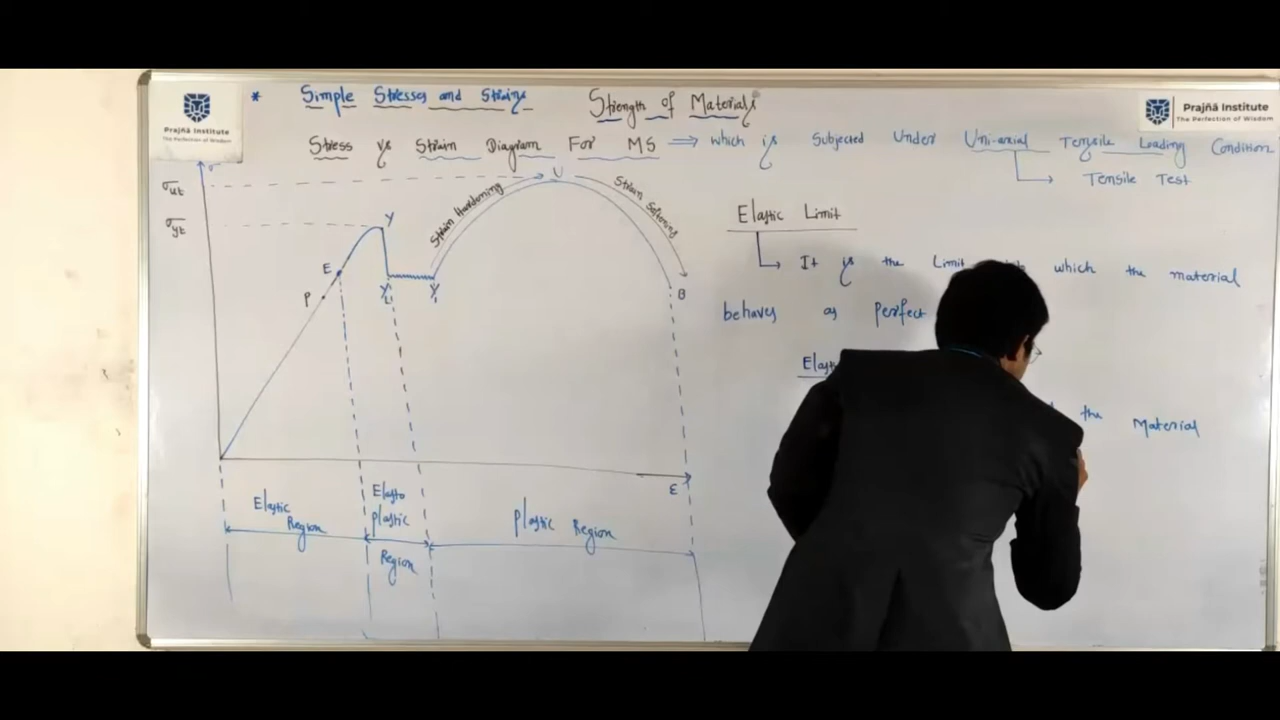 Prajñā Institute
The Perfection of Wisdom
* Simple Stresses and Strains
Strength of Materials
Prajñā Institute
The Perfection of Wisdom
Stress vs Strain Diagram For MS ⇒ which is Subjected Under Uni-axial Tensile Loading Condition
Tensile Test
σ
σut
σyt
U
Strain Hardening
Strain Softening
Y
E
P
YL
Y1
B
ε
Elastic Region
Elasto plastic Region
Plastic Region
Elastic Limit
It is the Limit which the material
behaves as perfect
the Material